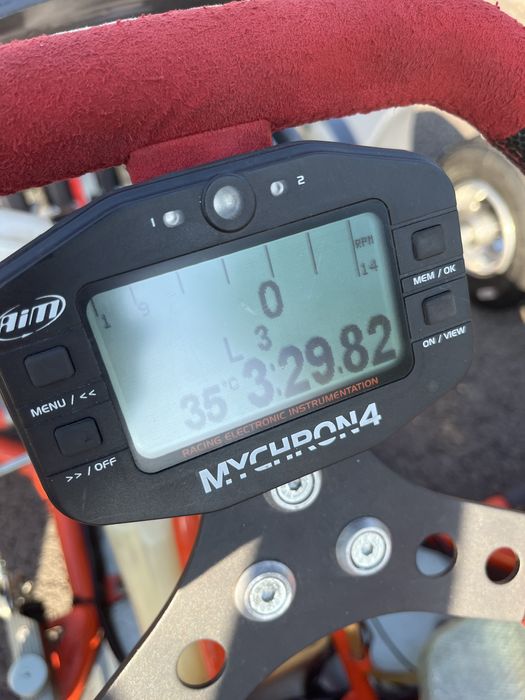 1 2
RPM
1 9 14
0
MEM / OK
AiM
L 3
ON / VIEW
35 °C 3:29.82
MENU / <<
RACING ELECTRONIC INSTRUMENTATION
>> / OFF
MYCHRON4